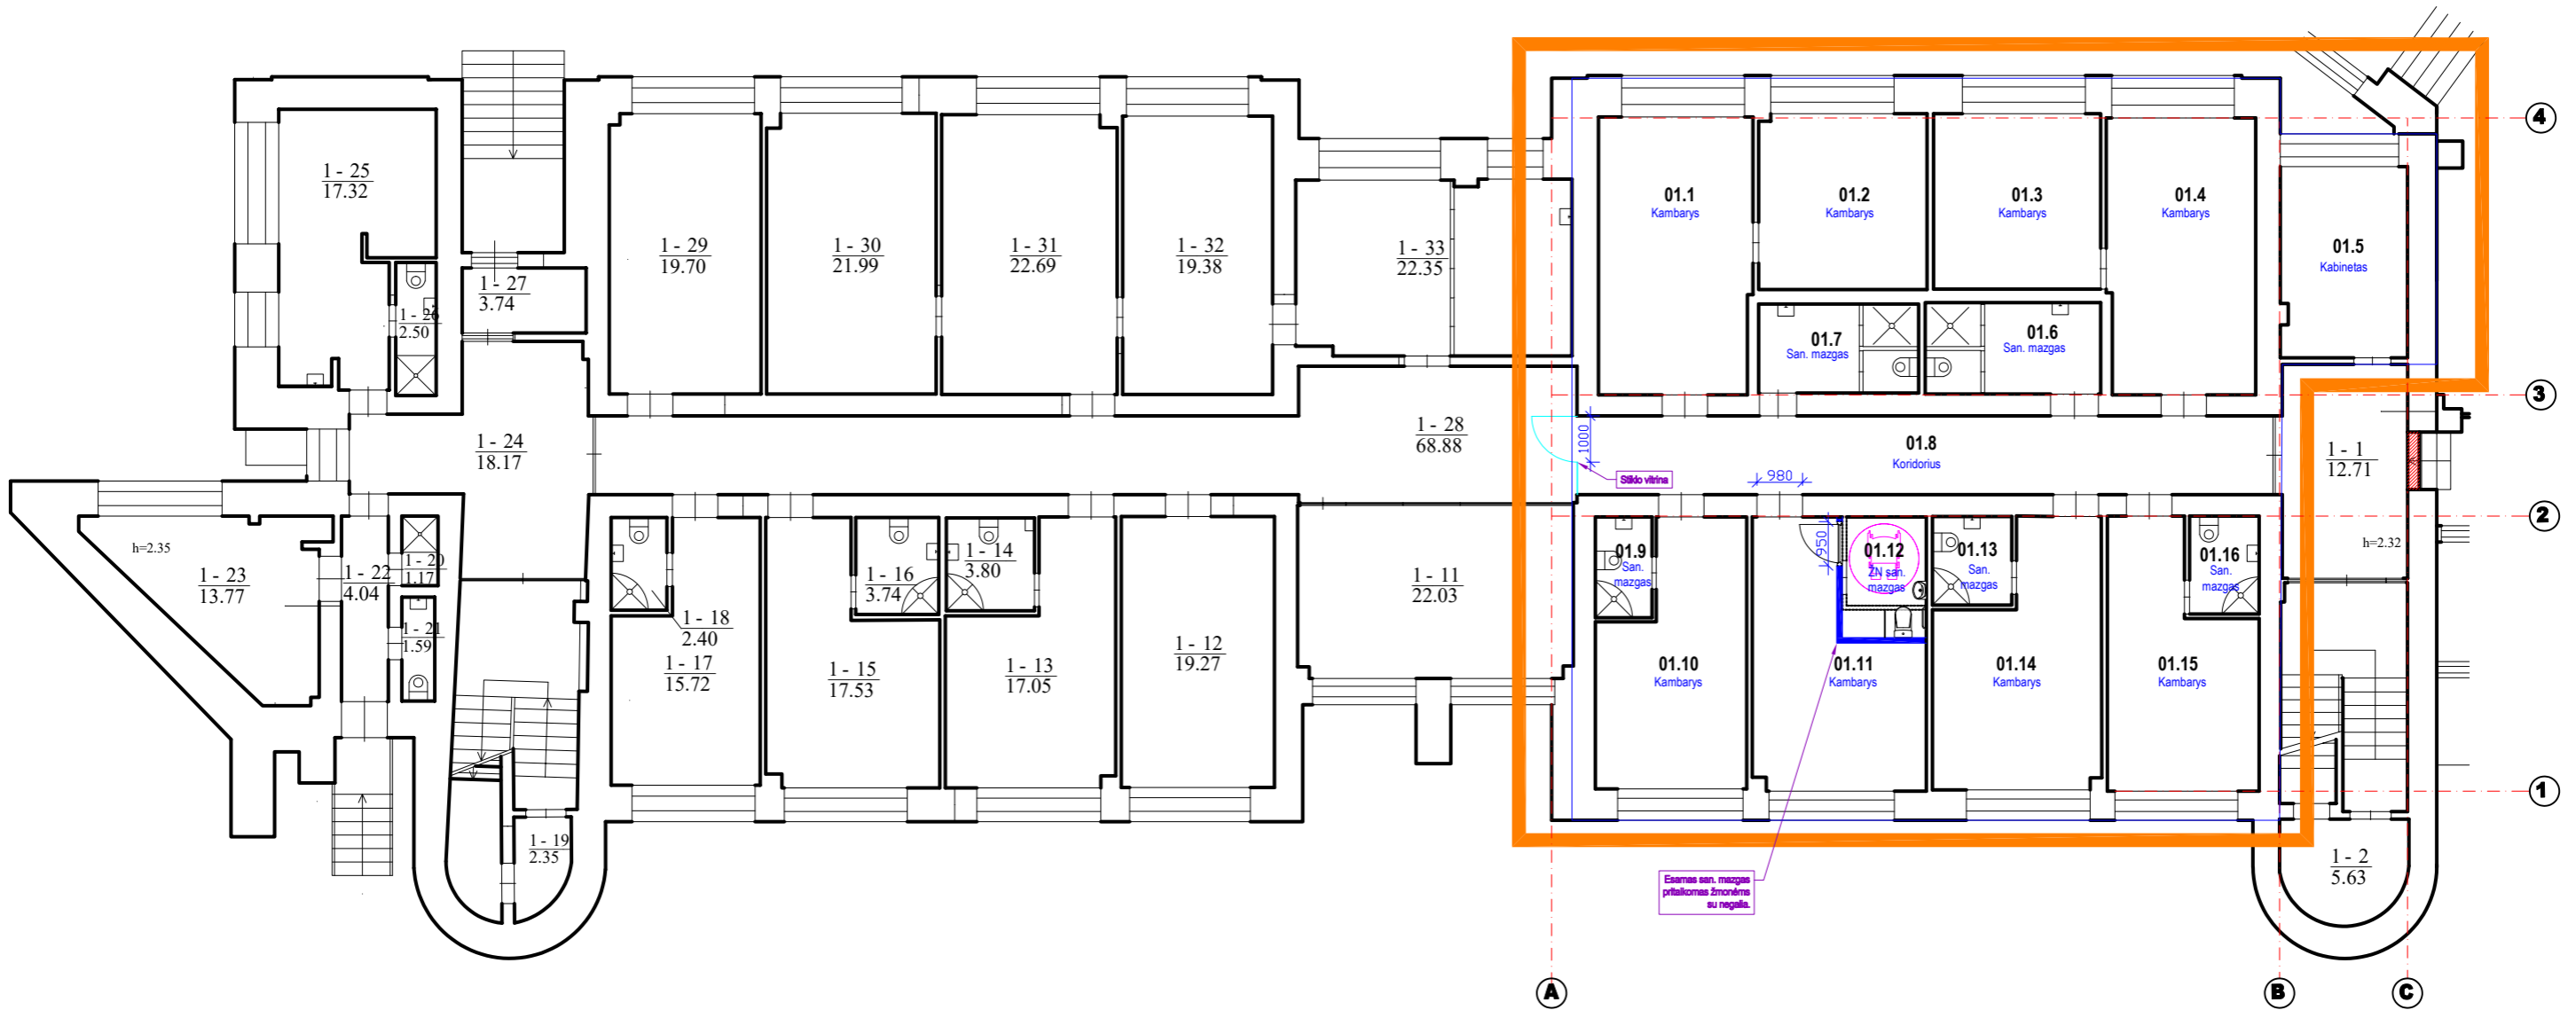 4
1 - 25
17.32
01.1
Kambarys
01.2
Kambarys
01.3
Kambarys
01.4
Kambarys
1 - 29
19.70
1 - 30
21.99
1 - 31
22.69
1 - 32
19.38
1 - 33
22.35
01.5
Kabinetas
1 - 27
3.74
1 - 26
2.50
01.7
San. mazgas
01.6
San. mazgas
3
1 - 24
18.17
1 - 28
68.88
1000
01.8
Koridorius
1 - 1
12.71
Stiklo vitrina
980
2
h=2.35
1 - 23
13.77
1 - 22
4.04
1 - 20
1.17
1 - 21
1.59
1 - 18
2.40
1 - 17
15.72
1 - 16
3.74
1 - 15
17.53
1 - 14
3.80
1 - 13
17.05
1 - 12
19.27
1 - 11
22.03
01.9
San.
mazgas
950
01.12
ŽN san.
mazgas
01.13
San.
mazgas
01.16
San.
mazgas
h=2.32
01.10
Kambarys
01.11
Kambarys
01.14
Kambarys
01.15
Kambarys
1
1 - 19
2.35
1 - 2
5.63
Esamas san. mazgas
pritaikomas žmonėms
su negalia.
A
B
C